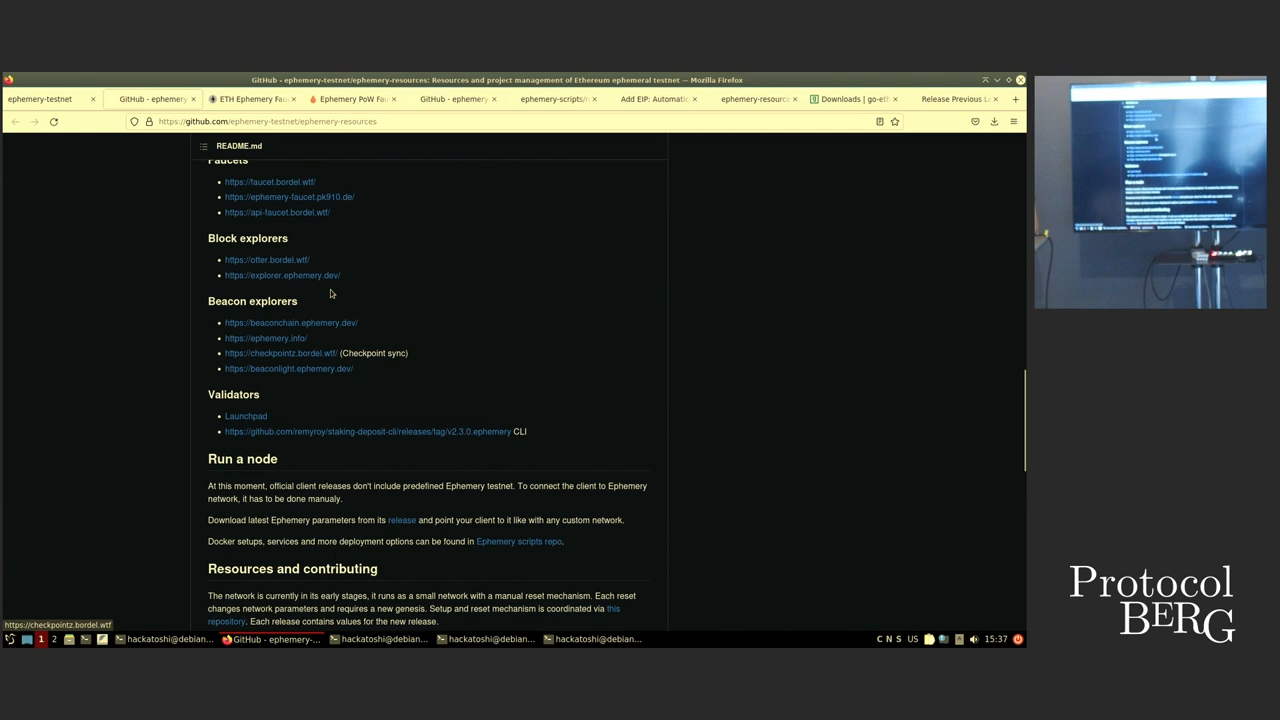 GitHub - ephemery-testnet/ephemery-resources: Resources and project management of Ethereum ephemeral testnet — Mozilla Firefox
ephemery-testnet
GitHub - ephemery
ETH Ephemery Fau
Ephemery PoW Fau
GitHub - ephemery
ephemery-scripts/
Add EIP: Automati
ephemery-resourc
Downloads | go-eth
Release Previous L
https://github.com/ephemery-testnet/ephemery-resources
README.md
Faucets
• https://faucet.bordel.wtf/
• https://ephemery-faucet.pk910.de/
• https://api-faucet.bordel.wtf/
Block explorers
• https://otter.bordel.wtf/
• https://explorer.ephemery.dev/
Beacon explorers
• https://beaconchain.ephemery.dev/
• https://ephemery.info/
• https://checkpointz.bordel.wtf/ (Checkpoint sync)
• https://beaconlight.ephemery.dev/
Validators
• Launchpad
• https://github.com/remyroy/staking-deposit-cli/releases/tag/v2.3.0.ephemery CLI
Run a node
At this moment, official client releases don't include predefined Ephemery testnet. To connect the client to Ephemery
network, it has to be done manualy.
Download latest Ephemery parameters from its release and point your client to it like with any custom network.
Docker setups, services and more deployment options can be found in Ephemery scripts repo.
Resources and contributing
The network is currently in its early stages, it runs as a small network with a manual reset mechanism. Each reset
changes network parameters and requires a new genesis. Setup and reset mechanism is coordinated via this
repository. Each release contains values for the new release.
https://checkpointz.bordel.wtf
1 2 hackatoshi@debian... GitHub - ephemery-... hackatoshi@debian... hackatoshi@debian... hackatoshi@debian... C N S US 15:37
Protocol
BERG